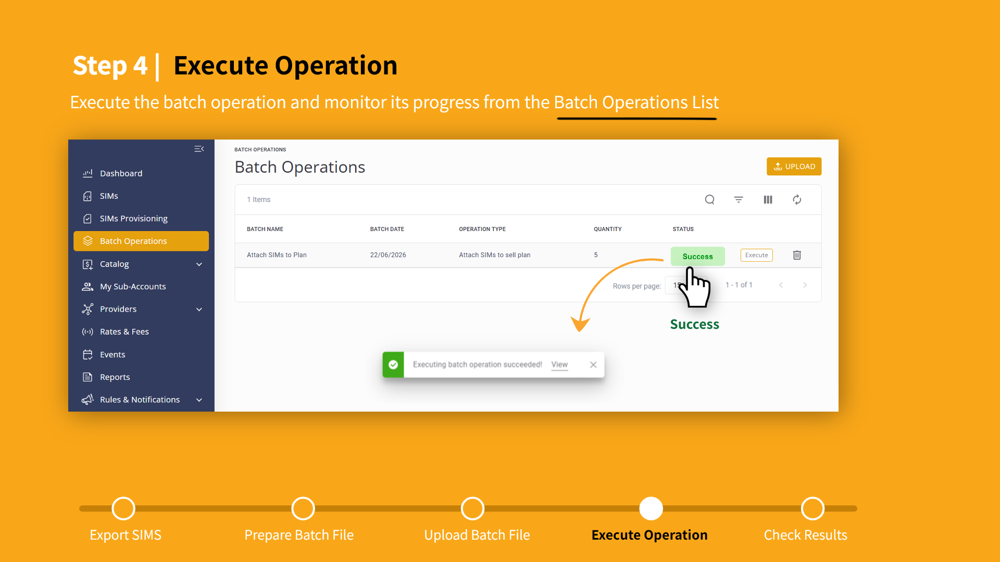 Step 4 | Execute Operation
Execute the batch operation and monitor its progress from the Batch Operations List
Dashboard
SIMs
SIMs Provisioning
Batch Operations
Catalog
My Sub-Accounts
Providers
Rates & Fees
Events
Reports
Rules & Notifications
BATCH OPERATIONS
Batch Operations
UPLOAD
1 Items
BATCH NAME BATCH DATE OPERATION TYPE QUANTITY STATUS
Attach SIMs to Plan 22/06/2026 Attach SIMs to sell plan 5 Success Execute
Rows per page: 15 1 - 1 of 1
Success
Executing batch operation succeeded! View
Export SIMS
Prepare Batch File
Upload Batch File
Execute Operation
Check Results